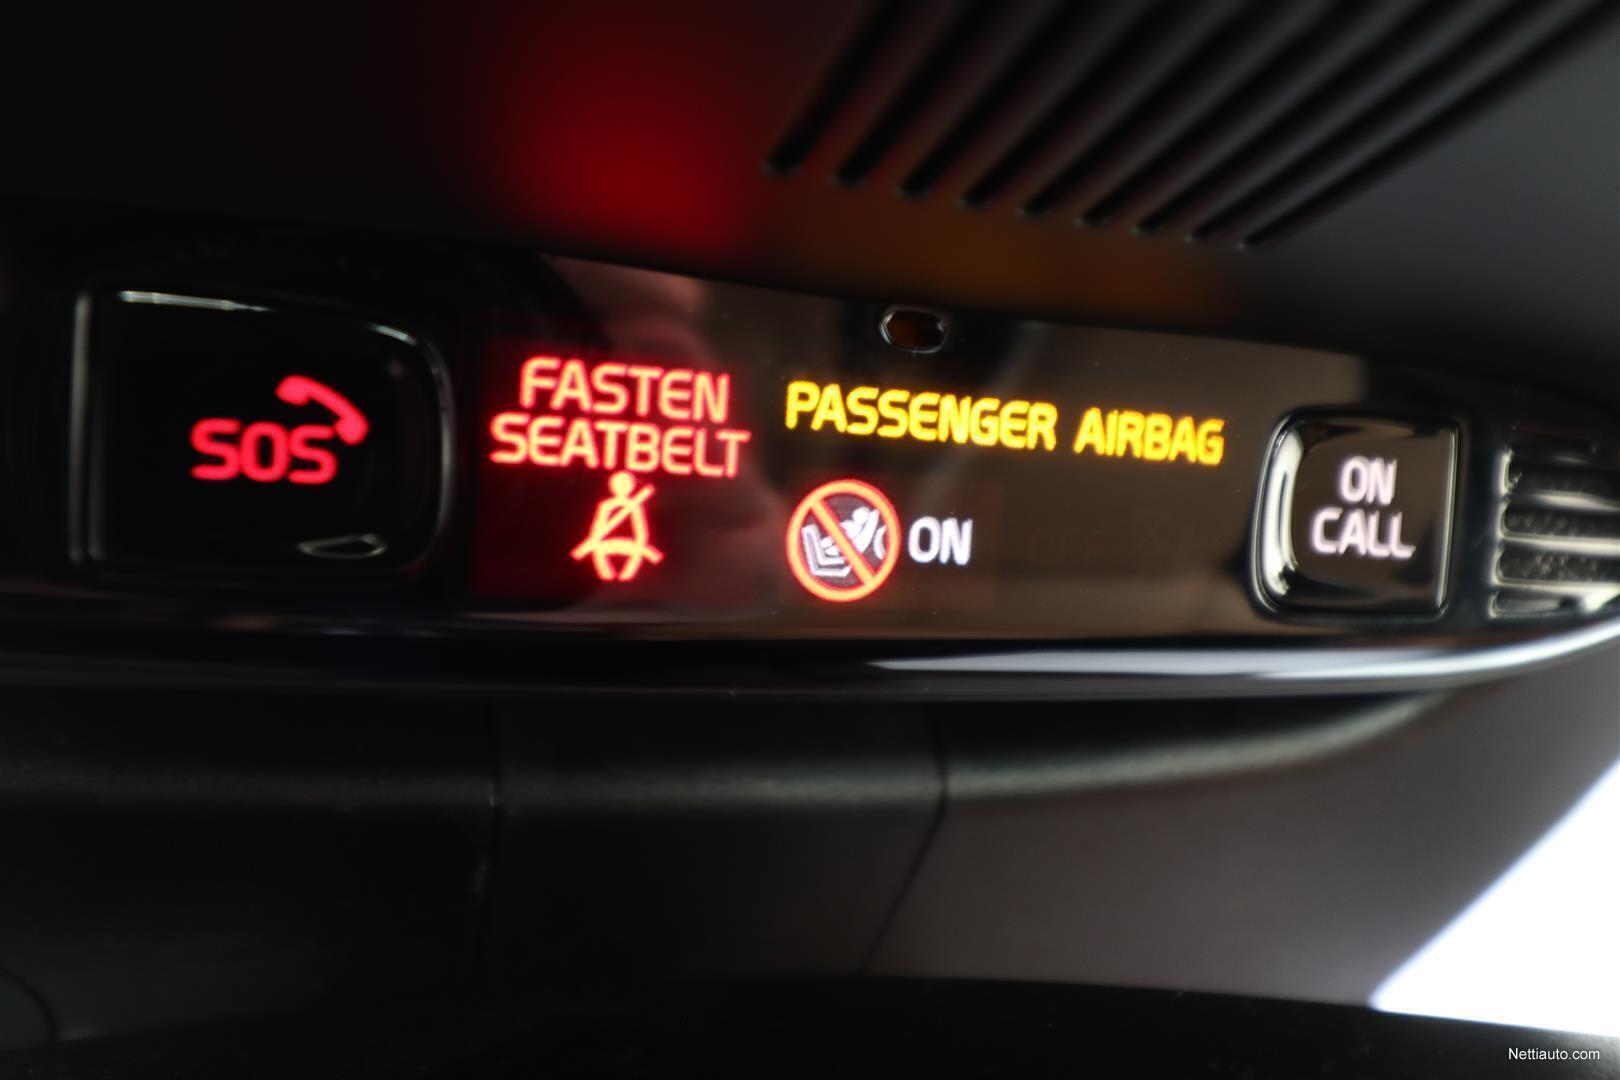 SOS
FASTEN
SEATBELT
PASSENGER AIRBAG
ON
ON
CALL
Nettiauto.com